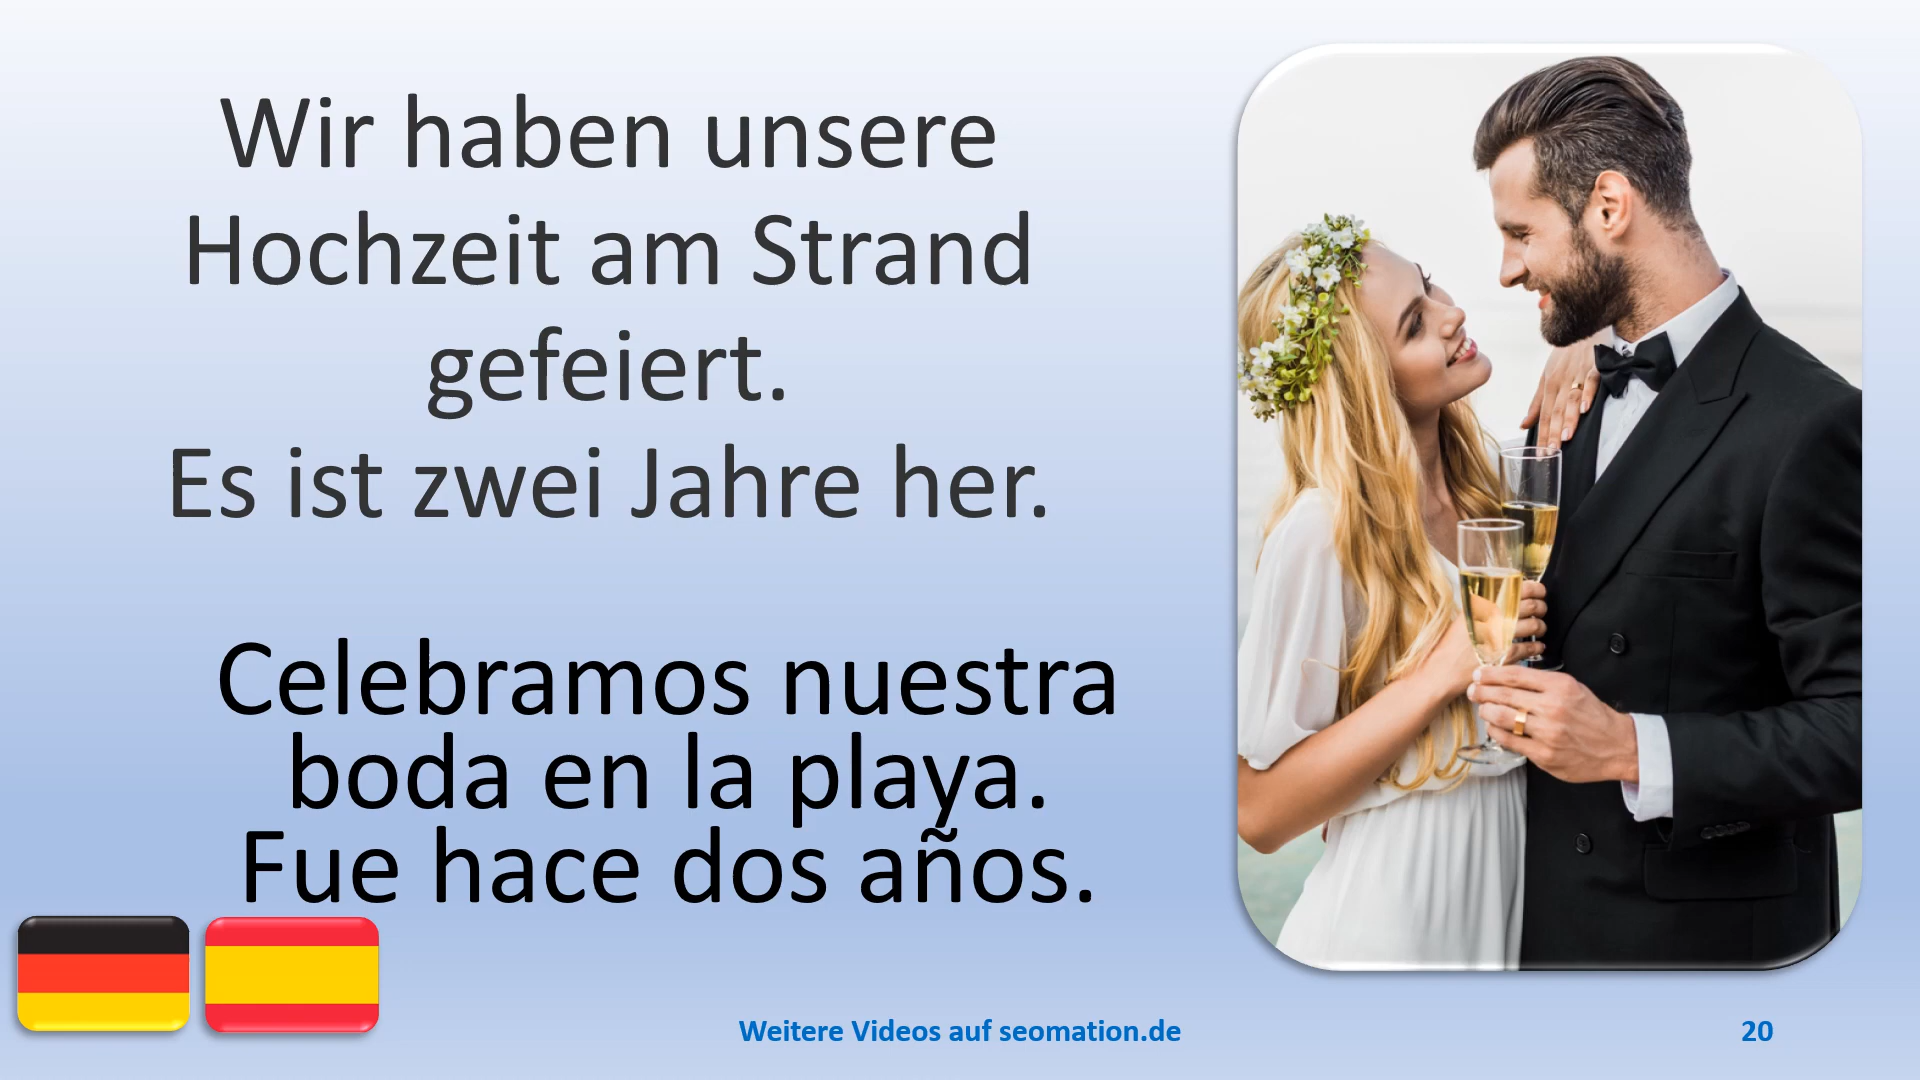 Wir haben unsere
Hochzeit am Strand
gefeiert.
Es ist zwei Jahre her.
Celebramos nuestra
boda en la playa.
Fue hace dos años.
Weitere Videos auf seomation.de
20